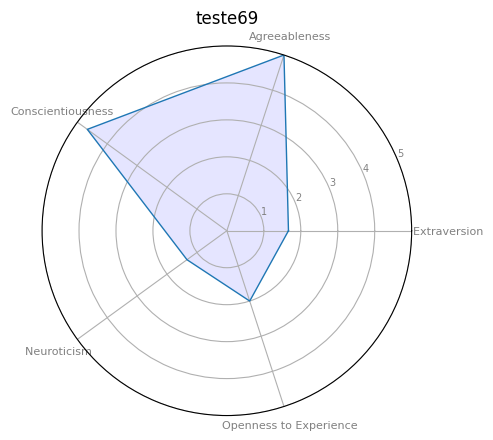 teste69
Agreeableness
Conscientiousness
5
4
3
2
1
Extraversion
Neuroticism
Openness to Experience